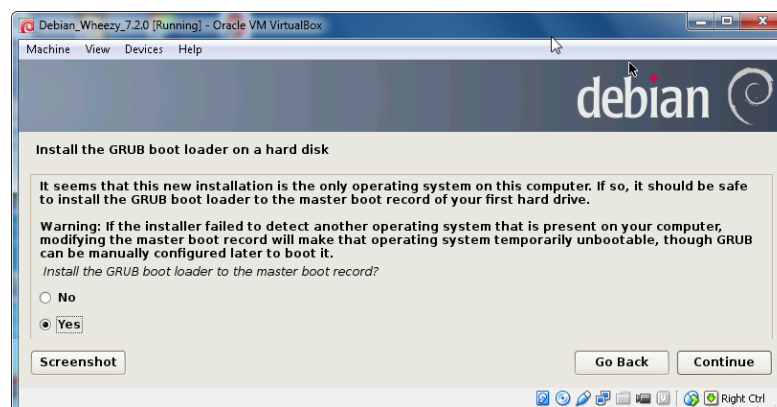 Debian_Wheezy_7.2.0 [Running] - Oracle VM VirtualBox
Machine View Devices Help
debian
Install the GRUB boot loader on a hard disk
It seems that this new installation is the only operating system on this computer. If so, it should be safe
to install the GRUB boot loader to the master boot record of your first hard drive.
Warning: If the installer failed to detect another operating system that is present on your computer,
modifying the master boot record will make that operating system temporarily unbootable, though GRUB
can be manually configured later to boot it.
Install the GRUB boot loader to the master boot record?
No
Yes
Screenshot Go Back Continue
Right Ctrl